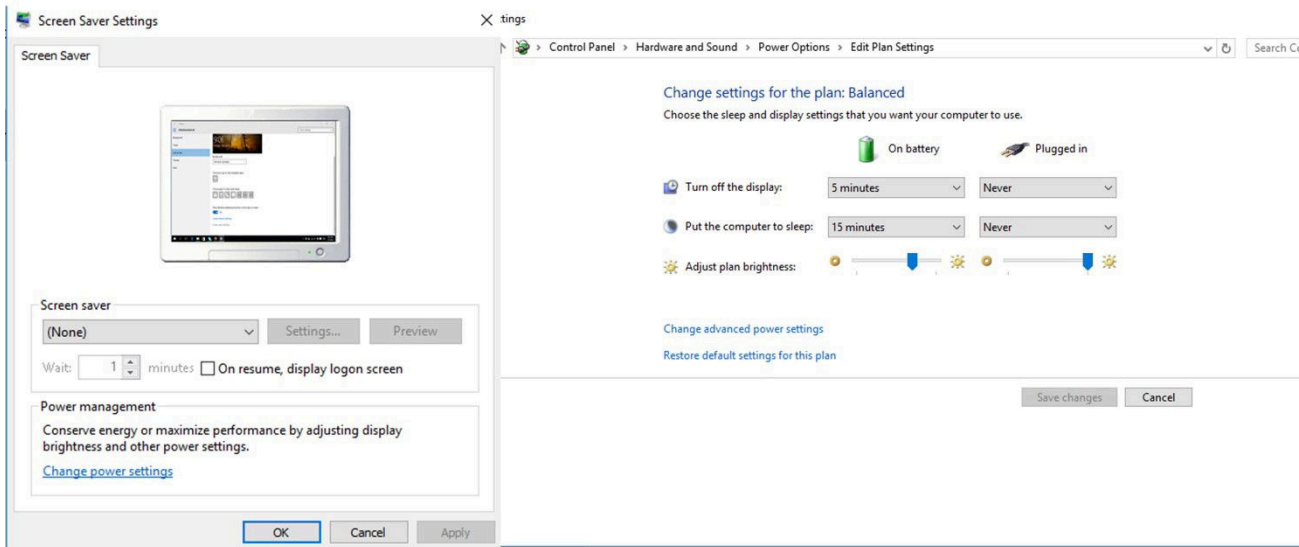 Screen Saver Settings
Screen Saver
Screen saver
(None)
Settings...
Preview
Wait:
1
minutes
On resume, display logon screen
Power management
Conserve energy or maximize performance by adjusting display
brightness and other power settings.
Change power settings
OK
Cancel
Apply
ttings
Control Panel > Hardware and Sound > Power Options > Edit Plan Settings
Search Co
Change settings for the plan: Balanced
Choose the sleep and display settings that you want your computer to use.
On battery
Plugged in
Turn off the display:
5 minutes
Never
Put the computer to sleep:
15 minutes
Never
Adjust plan brightness:
Change advanced power settings
Restore default settings for this plan
Save changes
Cancel